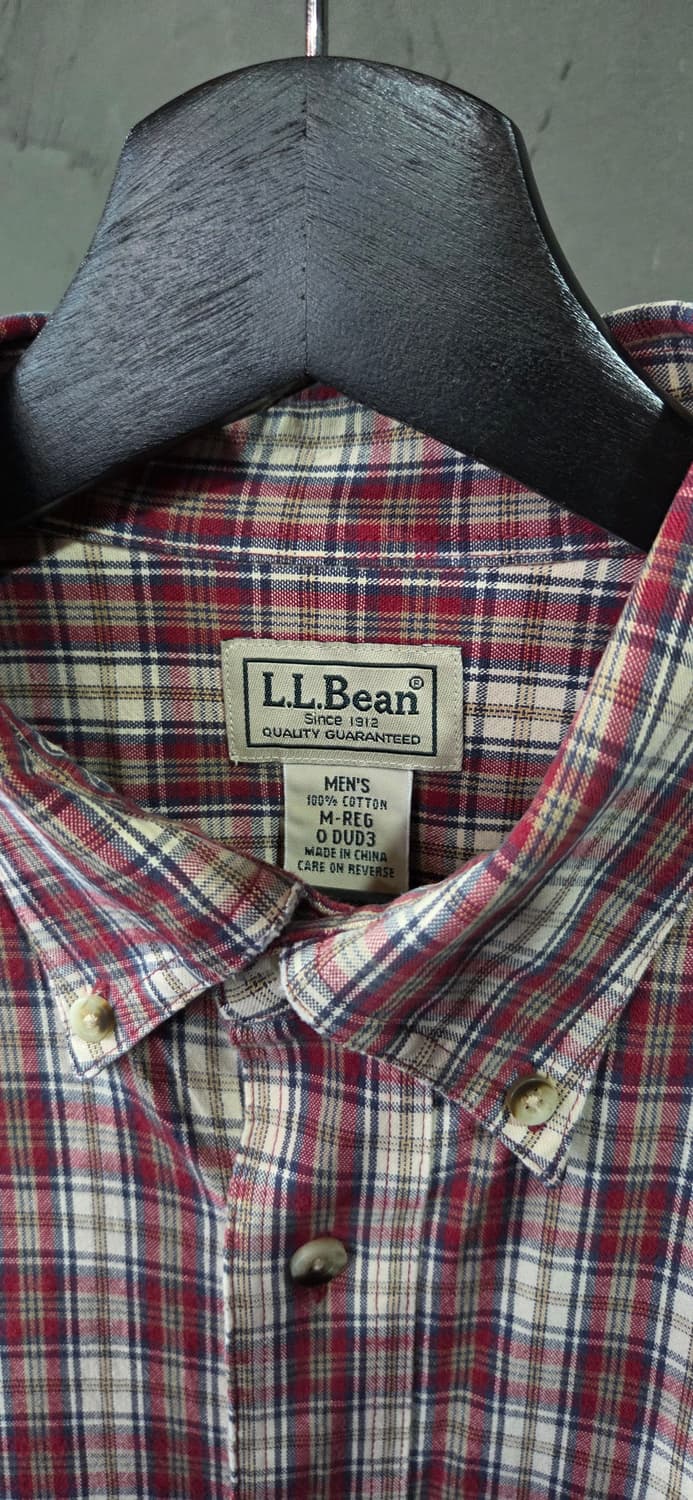 L.L.Bean®
Since 1912
QUALITY GUARANTEED
MEN'S
100% COTTON
M-REG
0 DUD3
MADE IN CHINA
CARE ON REVERSE